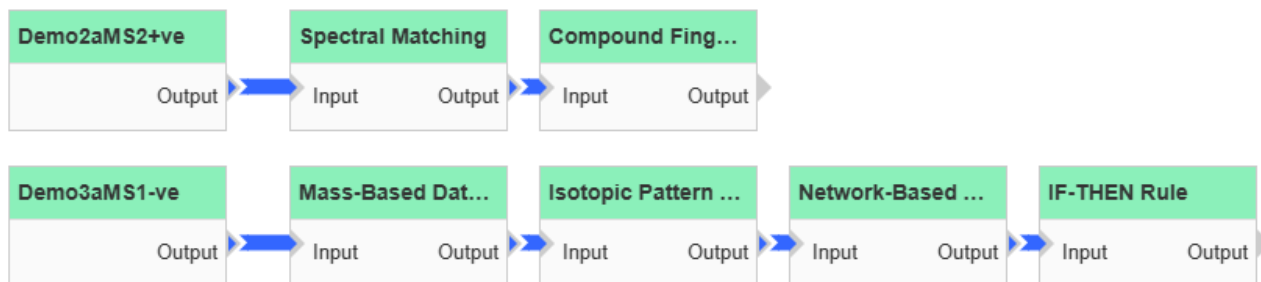 Demo2aMS2+ve Spectral Matching Compound Fing...
Output Input Output Input Output
Demo3aMS1-ve Mass-Based Dat... Isotopic Pattern ... Network-Based ... IF-THEN Rule
Output Input Output Input Output Input Output Input Output